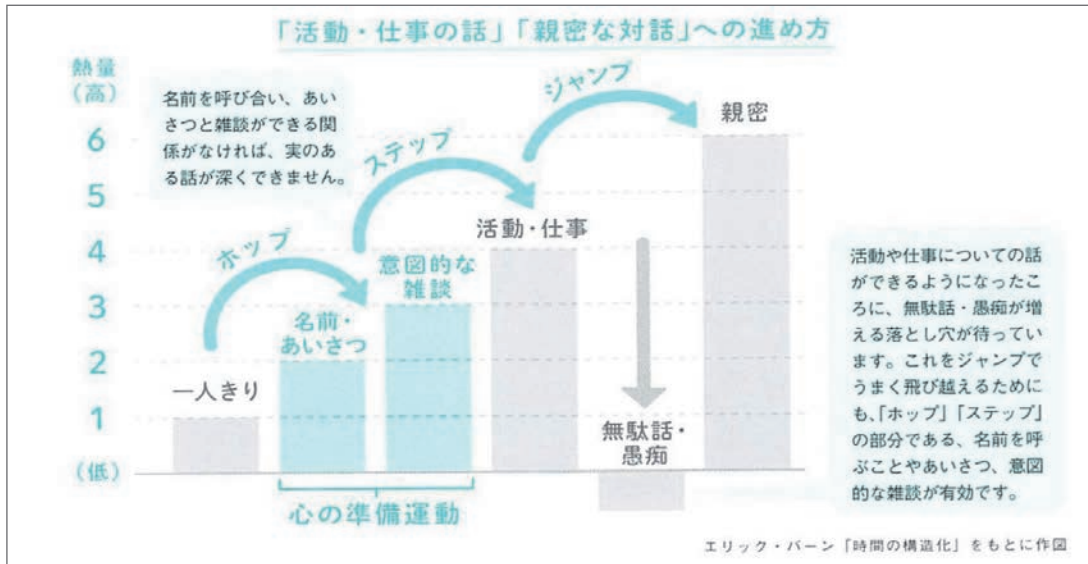 「活動・仕事の話」「親密な対話」への進め方
熱量
(高)
6
5
4
3
2
1
(低)
名前を呼び合い、あい
さつと雑談ができる関
係がなければ、実のあ
る話が深くできません。
ホップ
ステップ
ジャンプ
一人きり
名前・
あいさつ
意図的な
雑談
活動・仕事
無駄話・
愚痴
親密
心の準備運動
活動や仕事についての話
ができるようになったこ
ろに、無駄話・愚痴が増
える落とし穴が待ってい
ます。これをジャンプで
うまく飛び越えるために
も、「ホップ」「ステップ」
の部分である、名前を呼
ぶことやあいさつ、意図
的な雑談が有効です。
エリック・バーン「時間の構造化」をもとに作図